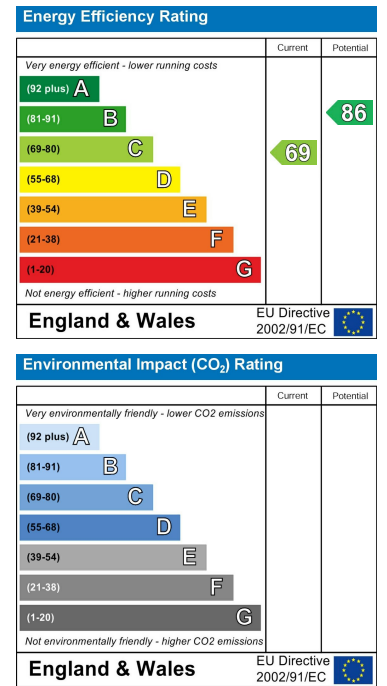 Energy Efficiency Rating
Current Potential
Very energy efficient - lower running costs
(92 plus) A
(81-91) B
86
(69-80) C
69
(55-68) D
(39-54) E
(21-38) F
(1-20) G
Not energy efficient - higher running costs
England & Wales
EU Directive
2002/91/EC
Environmental Impact (CO₂) Rating
Current Potential
Very environmentally friendly - lower CO2 emissions
(92 plus) A
(81-91) B
(69-80) C
(55-68) D
(39-54) E
(21-38) F
(1-20) G
Not environmentally friendly - higher CO2 emissions
England & Wales
EU Directive
2002/91/EC